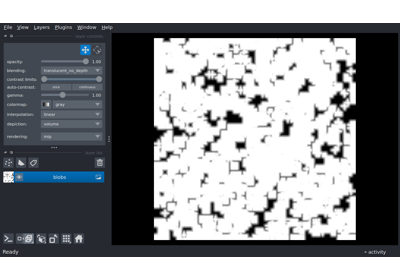 File View Layers Plugins Window Help
opacity: 1.00
blending: translucent_no_depth
contrast limits:
auto-contrast: once continuous
gamma: 1.00
colormap: gray
interpolation: linear
depiction: volume
rendering: mip
blobs
Ready
activity